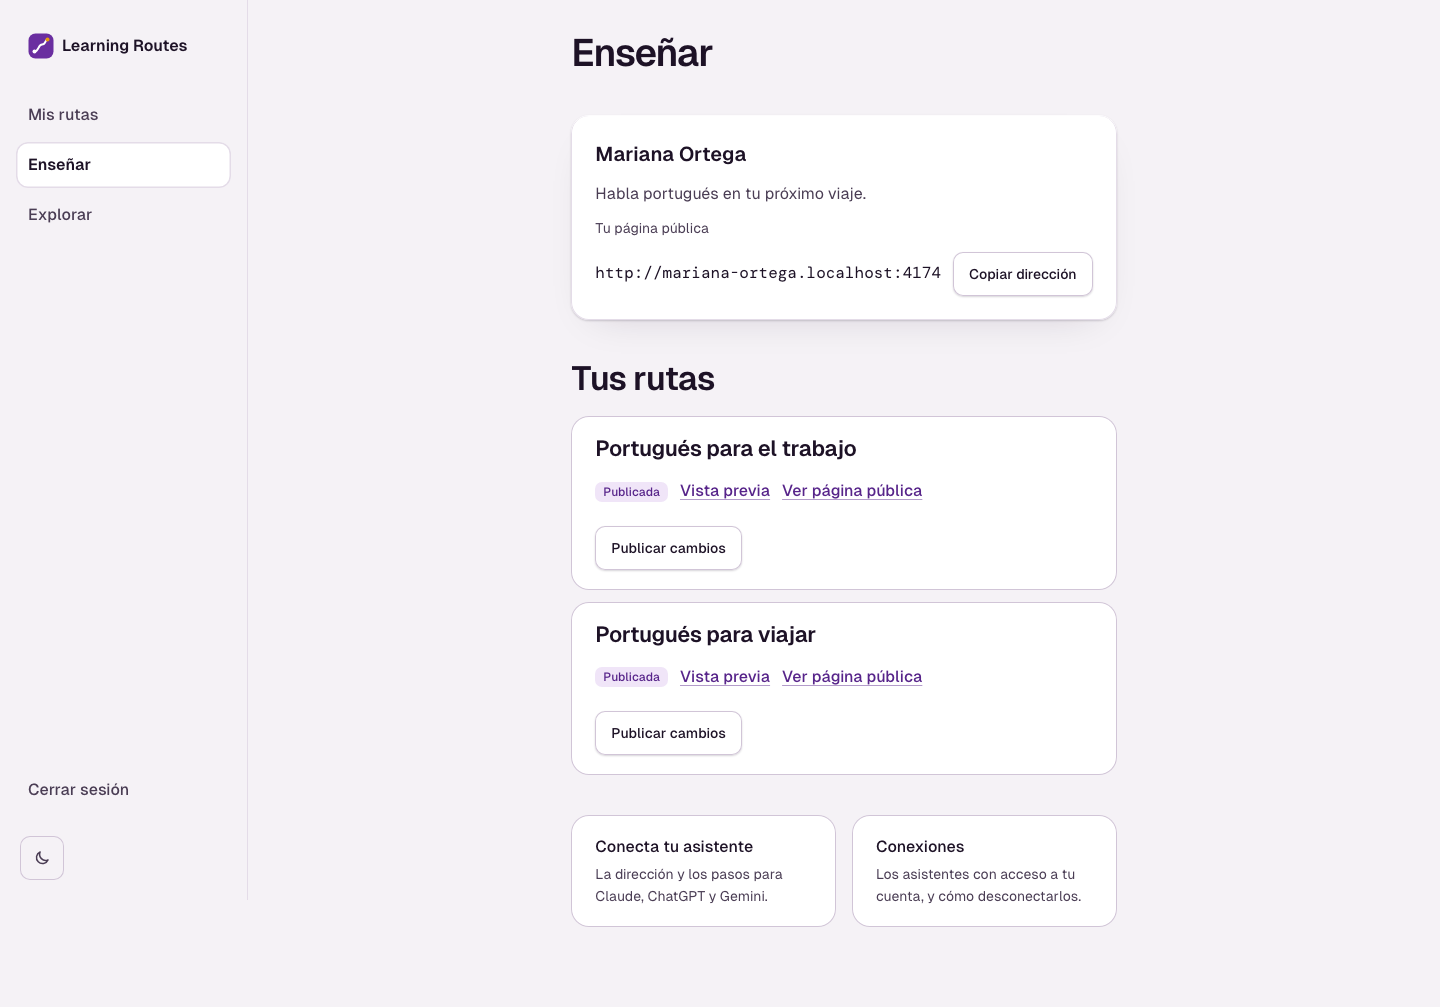 Learning Routes
Mis rutas
Enseñar
Explorar
Cerrar sesión
Enseñar
Mariana Ortega
Habla portugués en tu próximo viaje.
Tu página pública
http://mariana-ortega.localhost:4174
Copiar dirección
Tus rutas
Portugués para el trabajo
Publicada Vista previa Ver página pública
Publicar cambios
Portugués para viajar
Publicada Vista previa Ver página pública
Publicar cambios
Conecta tu asistente
La dirección y los pasos para
Claude, ChatGPT y Gemini.
Conexiones
Los asistentes con acceso a tu
cuenta, y cómo desconectarlos.